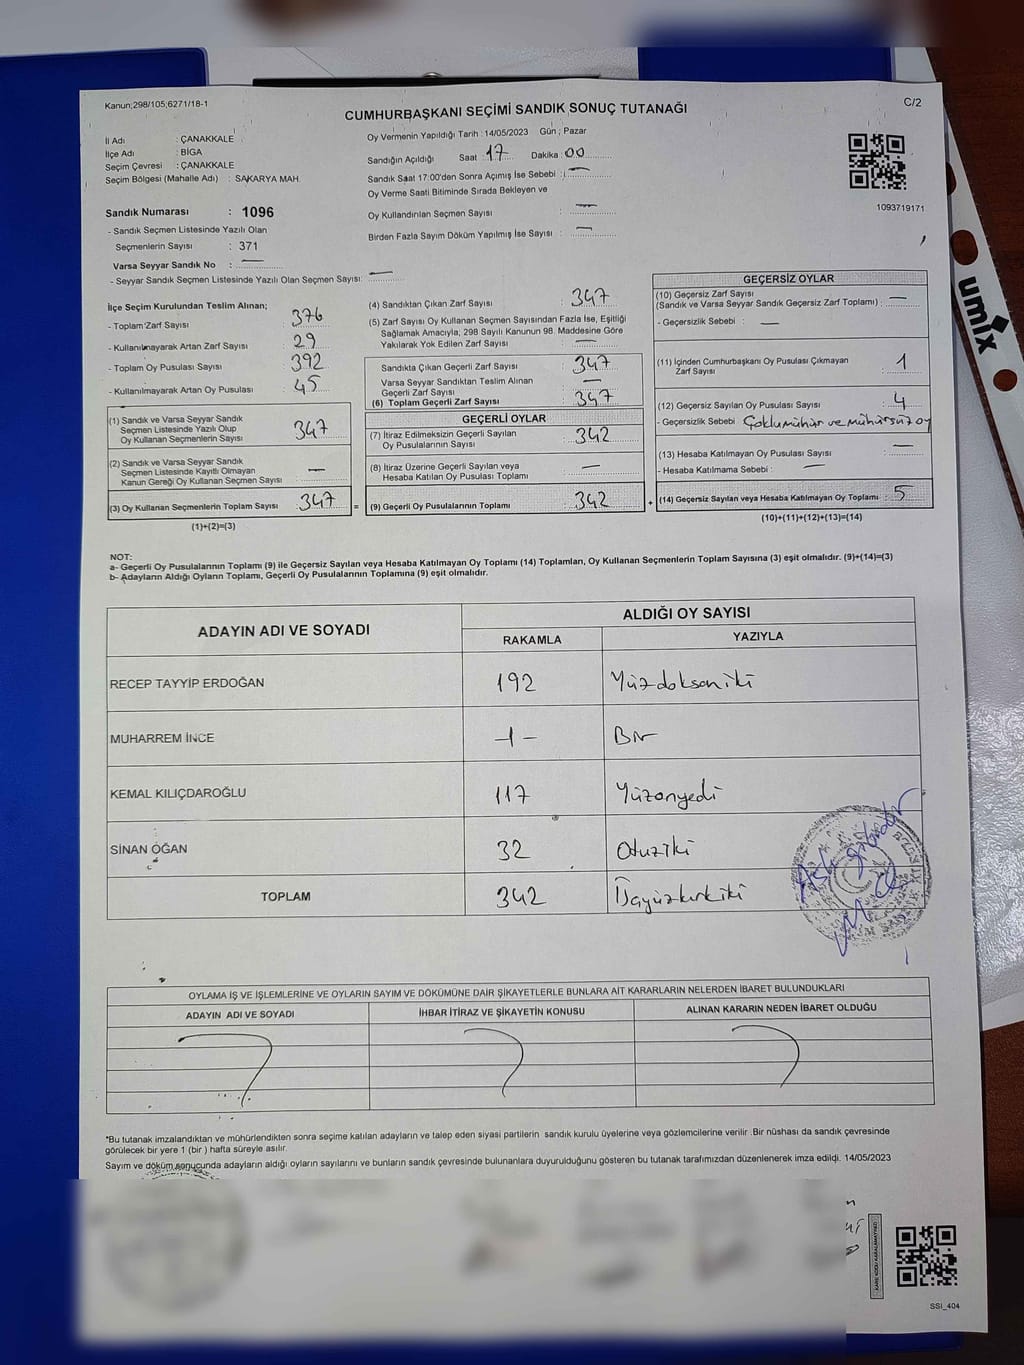 Kanun;298/105;6271/18-1
C/2
CUMHURBAŞKANI SEÇİMİ SANDIK SONUÇ TUTANAĞI
İl Adı : ÇANAKKALE
İlçe Adı : BİGA
Seçim Çevresi : ÇANAKKALE
Seçim Bölgesi (Mahalle Adı) : SAKARYA MAH.
Sandık Numarası : 1096
- Sandık Seçmen Listesinde Yazılı Olan
Seçmenlerin Sayısı : 371
Varsa Seyyar Sandık No : —
- Seyyar Sandık Seçmen Listesinde Yazılı Olan Seçmen Sayısı: —
Oy Vermenin Yapıldığı Tarih : 14/05/2023 Gün ; Pazar
Sandığın Açıldığı Saat : 17 Dakika : 00
Sandık Saat 17:00'den Sonra Açımış İse Sebebi : —
Oy Verme Saati Bitiminde Sırada Bekleyen ve
Oy Kullandırılan Seçmen Sayısı : —
Birden Fazla Sayım Döküm Yapılmış İse Sayısı : —
1093719171
umix
İlçe Seçim Kurulundan Teslim Alınan;
- Toplam Zarf Sayısı : 376
- Kullanılmayarak Artan Zarf Sayısı : 29
- Toplam Oy Pusulası Sayısı : 392
- Kullanılmayarak Artan Oy Pusulası : 45
(1) Sandık ve Varsa Seyyar Sandık
Seçmen Listesinde Yazılı Olup
Oy Kullanan Seçmenlerin Sayısı : 347
(2) Sandık ve Varsa Seyyar Sandık
Seçmen Listesinde Kayıtlı Olmayan
Kanun Gereği Oy Kullanan Seçmen Sayısı : —
(3) Oy Kullanan Seçmenlerin Toplam Sayısı : 347 =
(1)+(2)=(3)
(4) Sandıktan Çıkan Zarf Sayısı : 347
(5) Zarf Sayısı Oy Kullanan Seçmen Sayısından Fazla İse, Eşitliği
Sağlamak Amacıyla; 298 Sayılı Kanunun 98. Maddesine Göre
Yakılarak Yok Edilen Zarf Sayısı : —
Sandıkta Çıkan Geçerli Zarf Sayısı : 347
Varsa Seyyar Sandıktan Teslim Alınan
Geçerli Zarf Sayısı : —
(6) Toplam Geçerli Zarf Sayısı : 347
GEÇERLİ OYLAR
(7) İtiraz Edilmeksizin Geçerli Sayılan
Oy Pusulalarının Sayısı : 342
(8) İtiraz Üzerine Geçerli Sayılan veya
Hesaba Katılan Oy Pusulası Toplamı : —
(9) Geçerli Oy Pusulalarının Toplamı : 342 +
GEÇERSİZ OYLAR
(10) Geçersiz Zarf Sayısı
(Sandık ve Varsa Seyyar Sandık Geçersiz Zarf Toplamı) : —
- Geçersizlik Sebebi : —
(11) İçinden Cumhurbaşkanı Oy Pusulası Çıkmayan
Zarf Sayısı : 1
(12) Geçersiz Sayılan Oy Pusulası Sayısı : 4
- Geçersizlik Sebebi : Çoklu mühür ve mühürsüz oy
(13) Hesaba Katılmayan Oy Pusulası Sayısı : —
- Hesaba Katılmama Sebebi : —
(14) Geçersiz Sayılan veya Hesaba Katılmayan Oy Toplamı : 5
(10)+(11)+(12)+(13)=(14)
NOT:
a- Geçerli Oy Pusulalarının Toplamı (9) ile Geçersiz Sayılan veya Hesaba Katılmayan Oy Toplamı (14) Toplamları, Oy Kullanan Seçmenlerin Toplam Sayısına (3) eşit olmalıdır. (9)+(14)=(3)
b- Adayların Aldığı Oyların Toplamı, Geçerli Oy Pusulalarının Toplamına (9) eşit olmalıdır.
ADAYIN ADI VE SOYADI ALDIĞI OY SAYISI
RAKAMLA YAZIYLA
RECEP TAYYİP ERDOĞAN 192 Yüzdoksaniki
MUHARREM İNCE -1- Bir
KEMAL KILIÇDAROĞLU 117 Yüzonyedi
SİNAN OĞAN 32 Otuziki
TOPLAM 342 Üçyüzkırkiki
Aslı gibidir
OYLAMA İŞ VE İŞLEMLERİNE VE OYLARIN SAYIM VE DÖKÜMÜNE DAİR ŞİKAYETLERLE BUNLARA AİT KARARLARIN NELERDEN İBARET BULUNDUKLARI
ADAYIN ADI VE SOYADI İHBAR İTİRAZ VE ŞİKAYETİN KONUSU ALINAN KARARIN NEDEN İBARET OLDUĞU
*Bu tutanak imzalandıktan ve mühürlendikten sonra seçime katılan adayların ve talep eden siyasi partilerin sandık kurulu üyelerine veya gözlemcilerine verilir .Bir nüshası da sandık çevresinde
görülecek bir yere 1 (bir ) hafta süreyle asılır.
Sayım ve döküm sonucunda adayların aldığı oyların sayılarını ve bunların sandık çevresinde bulunanlara duyurulduğunu gösteren bu tutanak tarafımızdan düzenlenerek imza edildi. 14/05/2023
SSİ_404